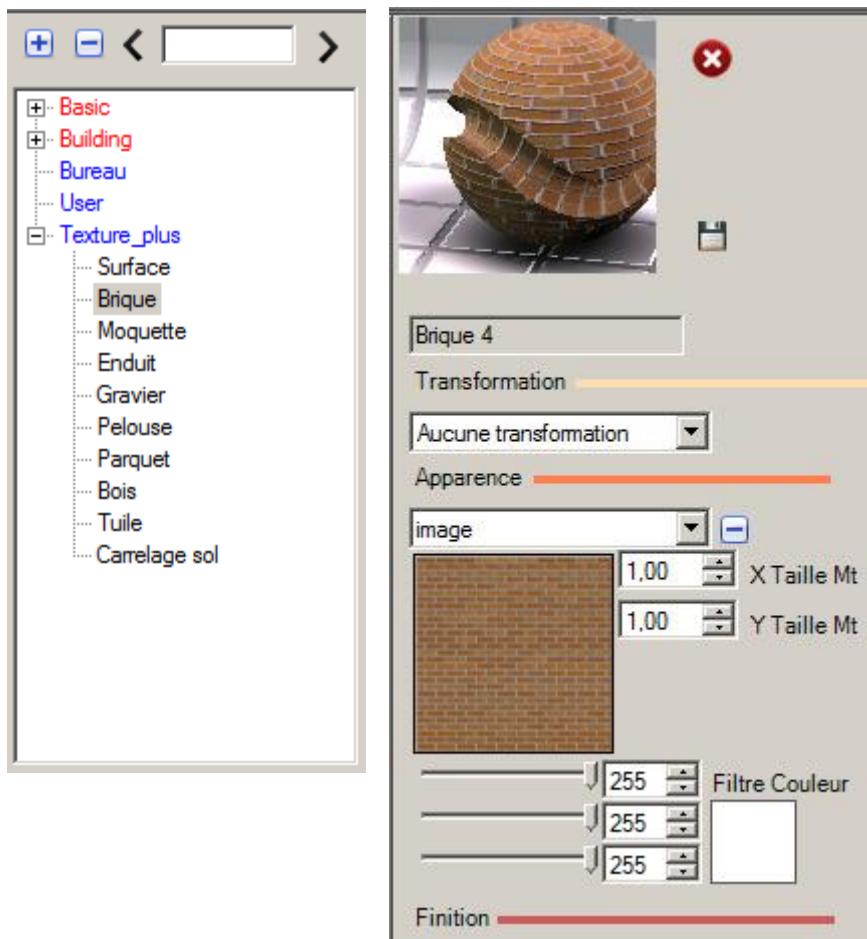 Basic
Building
Bureau
User
Texture_plus
Surface
Brique
Moquette
Enduit
Gravier
Pelouse
Parquet
Bois
Tuile
Carrelage sol
Brique 4
Transformation
Aucune transformation
Apparence
image
1,00 X Taille Mt
1,00 Y Taille Mt
255 Filtre Couleur
255
255
Finition